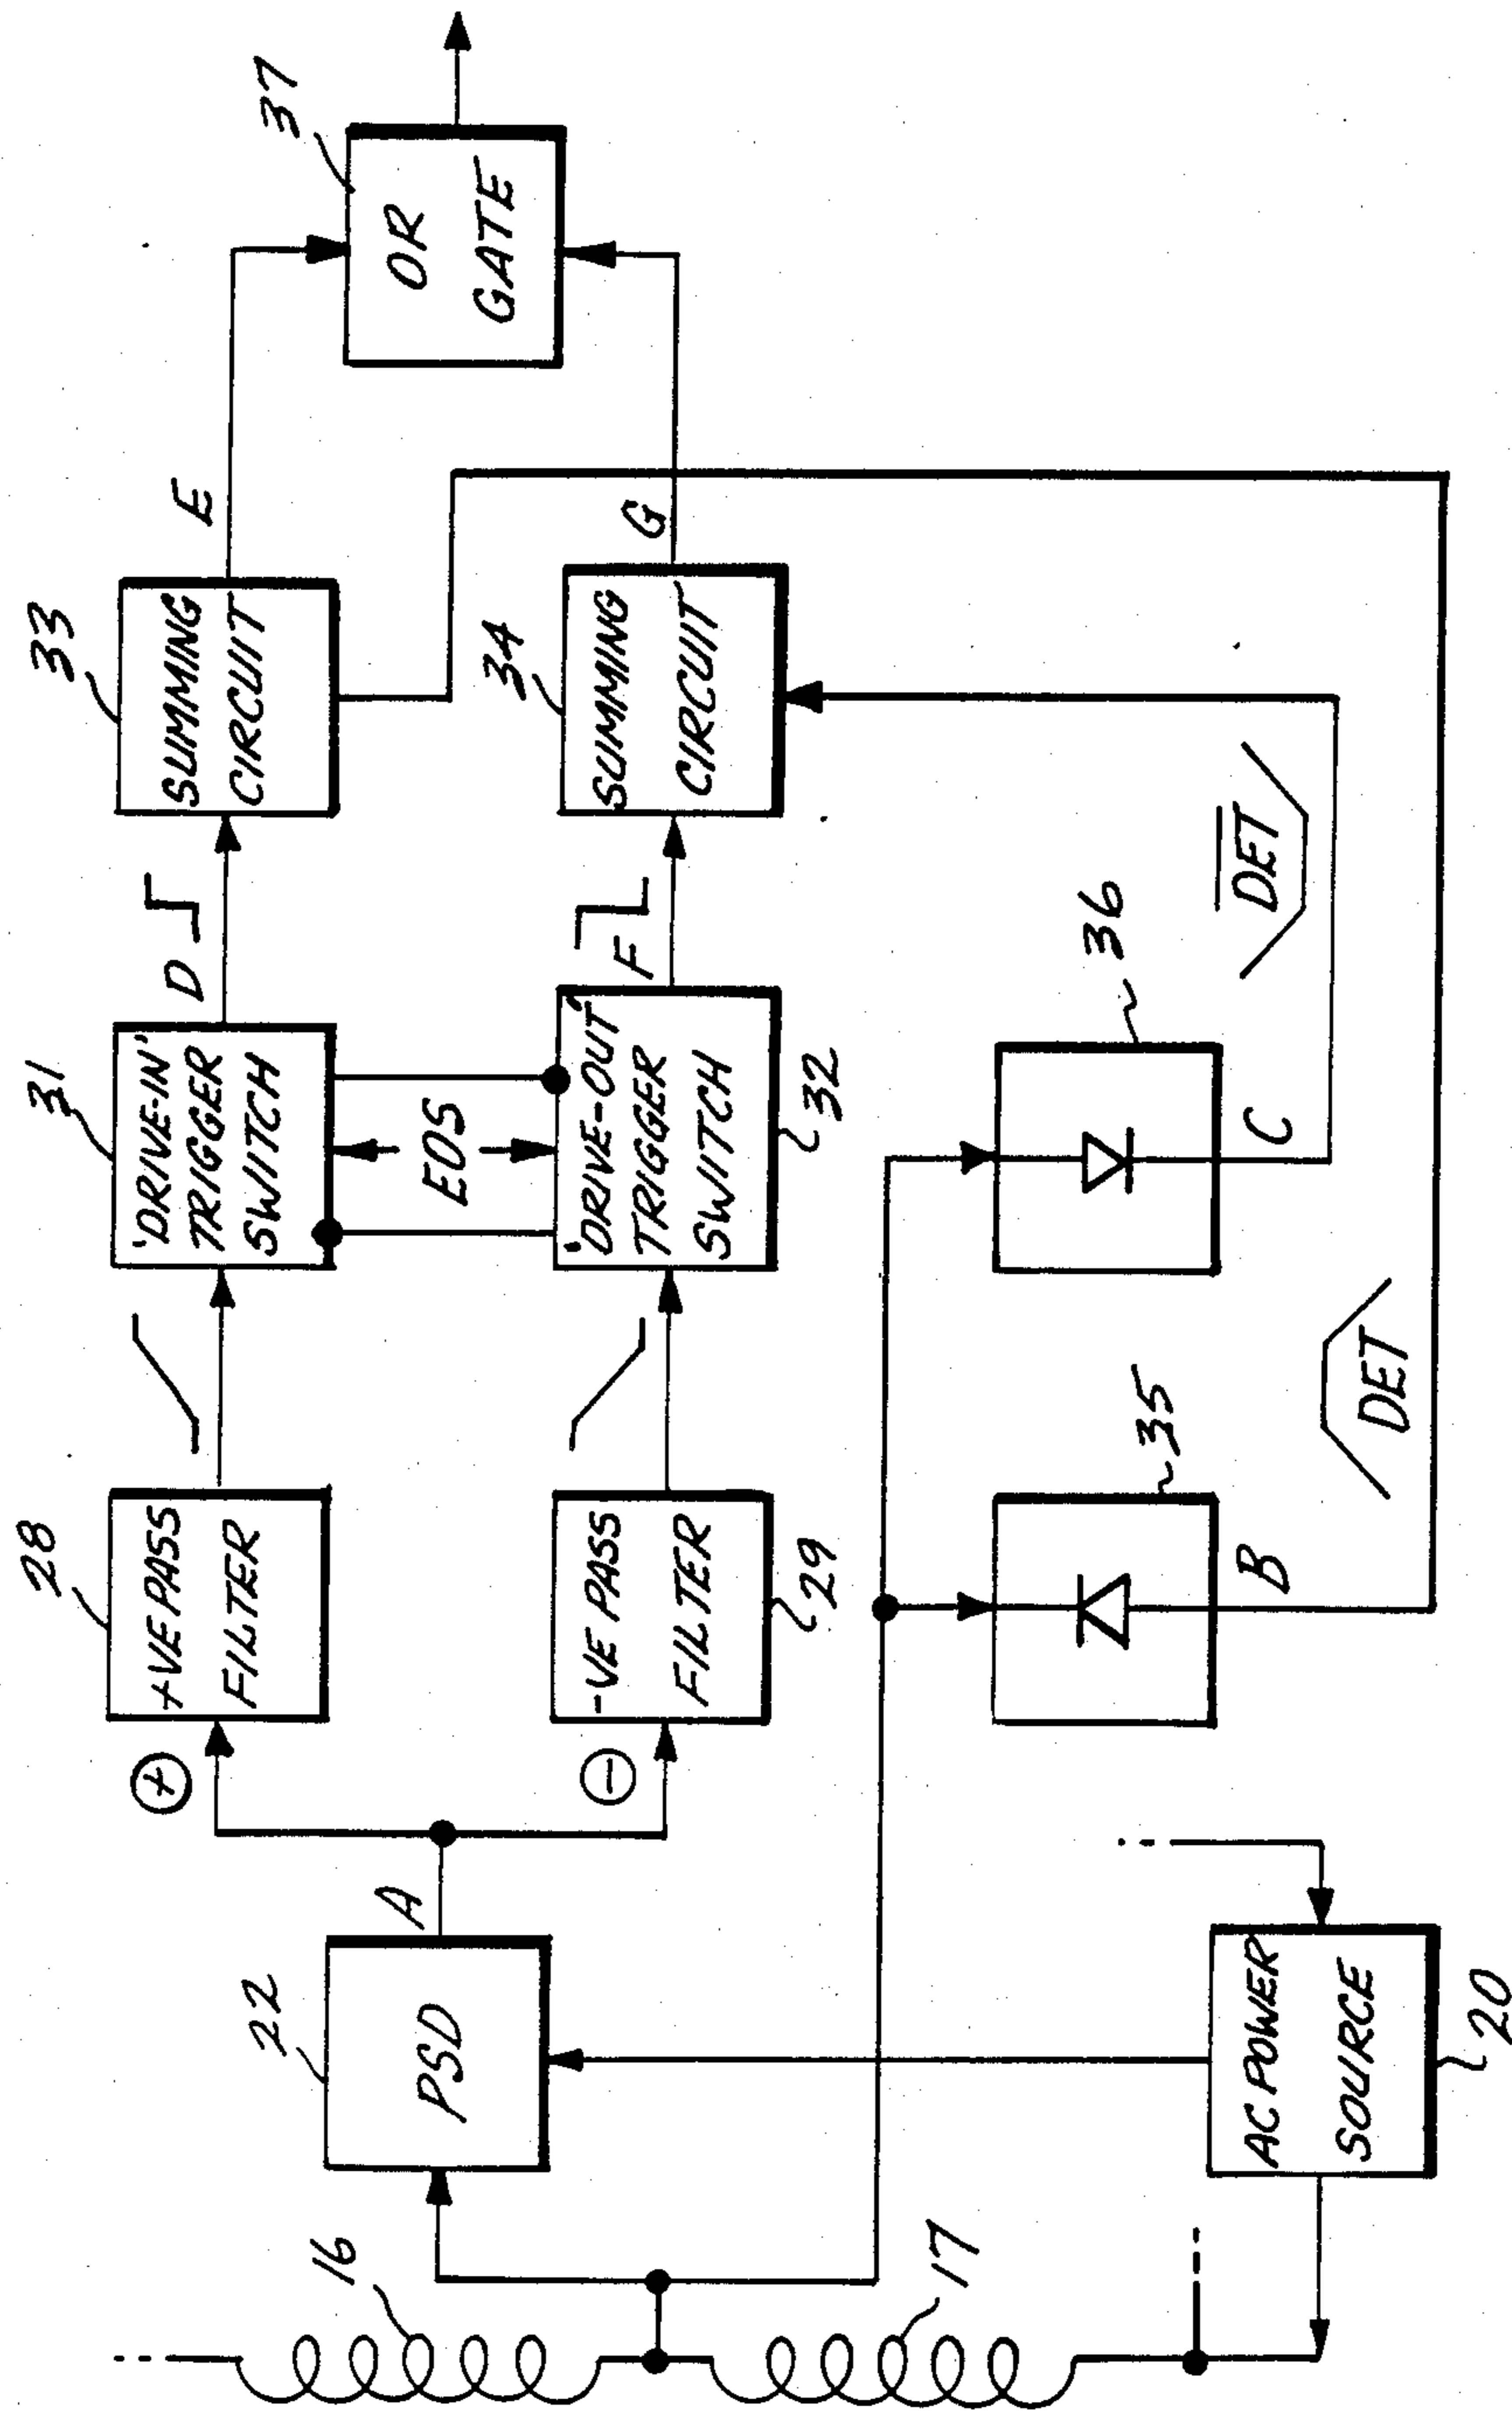 16
17
22
PSD
A
20
AC POWER
SOURCE
+
-
28
+VE PASS
FILTER
-VE PASS
FILTER
29
35
B
DET
31
'DRIVE-IN'
TRIGGER
SWITCH
EOS
'DRIVE-OUT'
TRIGGER
SWITCH
32
36
C
DET
D
F
33
SUMMING
CIRCUIT
34
SUMMING
CIRCUIT
E
G
37
OR
GATE